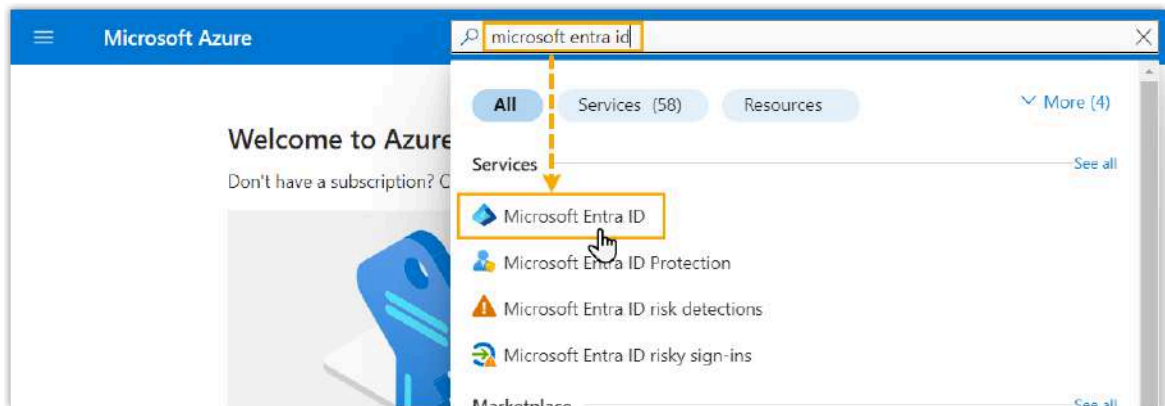 Microsoft Azure
microsoft entra id
All
Services (58)
Resources
More (4)
Welcome to Azure
Services
See all
Don't have a subscription? C
Microsoft Entra ID
Microsoft Entra ID Protection
Microsoft Entra ID risk detections
Microsoft Entra ID risky sign-ins
Marketplace
See all